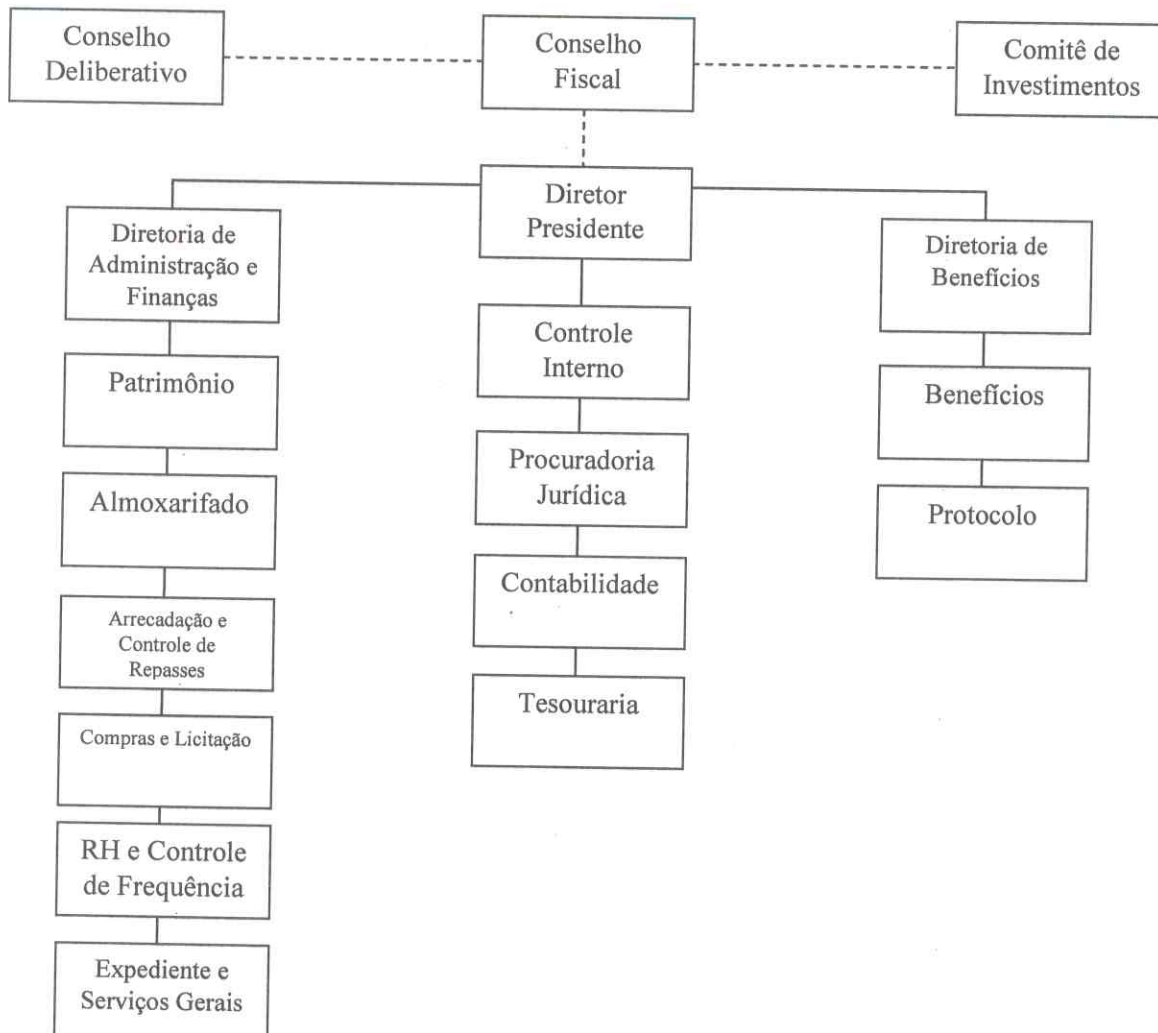 Conselho
Deliberativo
Conselho
Fiscal
Comitê de
Investimentos
Diretor
Presidente
Diretoria de
Administração e
Finanças
Diretoria de
Benefícios
Patrimônio
Controle
Interno
Benefícios
Almoxarifado
Procuradoria
Jurídica
Protocolo
Arrecadação e
Controle de
Repasses
Contabilidade
Compras e Licitação
Tesouraria
RH e Controle
de Frequência
Expediente e
Serviços Gerais